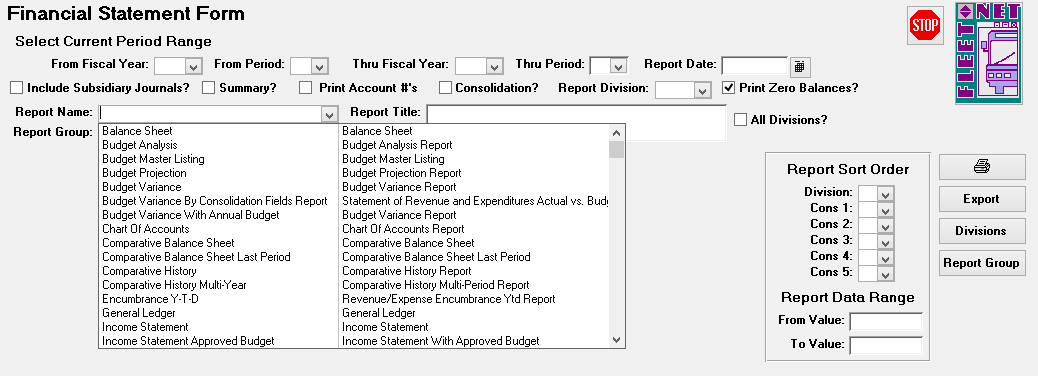 Financial Statement Form
STOP
FLEET NET
Select Current Period Range
From Fiscal Year: From Period: Thru Fiscal Year: Thru Period: Report Date:
Include Subsidiary Journals? Summary? Print Account #'s Consolidation? Report Division: Print Zero Balances?
Report Name: Report Title: All Divisions?
Report Group:
Balance Sheet Balance Sheet
Budget Analysis Budget Analysis Report
Budget Master Listing Budget Master Listing
Budget Projection Budget Projection Report
Budget Variance Budget Variance Report
Budget Variance By Consolidation Fields Report Statement of Revenue and Expenditures Actual vs. Budg
Budget Variance With Annual Budget Budget Variance Report
Chart Of Accounts Chart Of Accounts Report
Comparative Balance Sheet Comparative Balance Sheet
Comparative Balance Sheet Last Period Comparative Balance Sheet Last Period
Comparative History Comparative History Report
Comparative History Multi-Year Comparative History Multi-Period Report
Encumbrance Y-T-D Revenue/Expense Encumbrance Ytd Report
General Ledger General Ledger
Income Statement Income Statement
Income Statement Approved Budget Income Statement With Approved Budget
Report Sort Order
Division:
Cons 1:
Cons 2:
Cons 3:
Cons 4:
Cons 5:
Report Data Range
From Value:
To Value:
Export
Divisions
Report Group